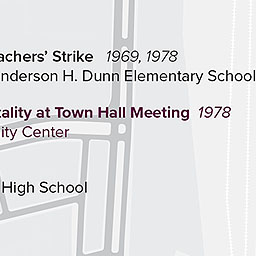 achers' Strike 1969, 1978
nderson H. Dunn Elementary School
tality at Town Hall Meeting 1978
ity Center
High School